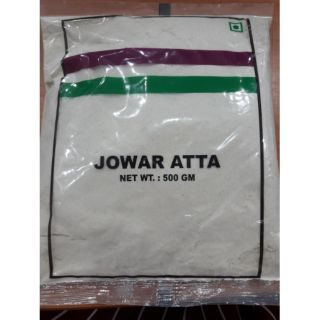 JOWAR ATTA
NET WT. : 500 GM